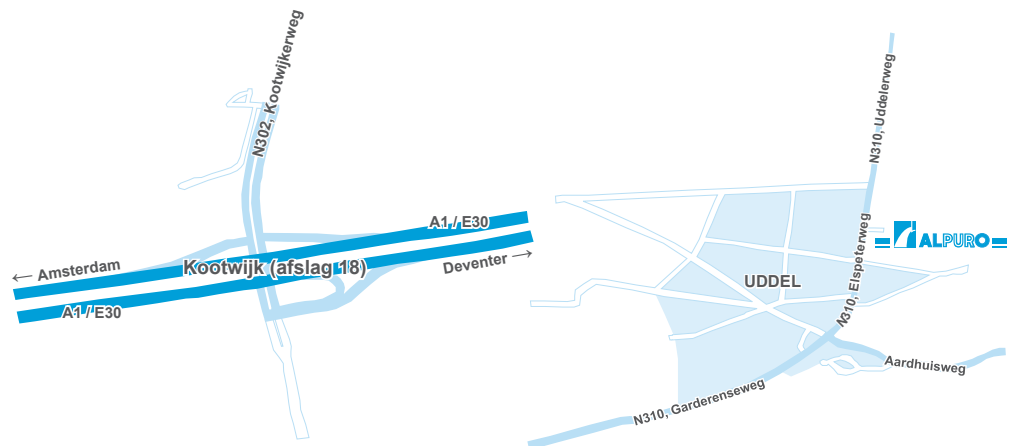 N302, Kootwijkerweg
A1 / E30
← Amsterdam
Kootwijk (afslag 18)
Deventer →
A1 / E30
N310, Uddelerweg
N310, Elspeterweg
ALPURO
UDDEL
Aardhuisweg
N310, Garderenseweg